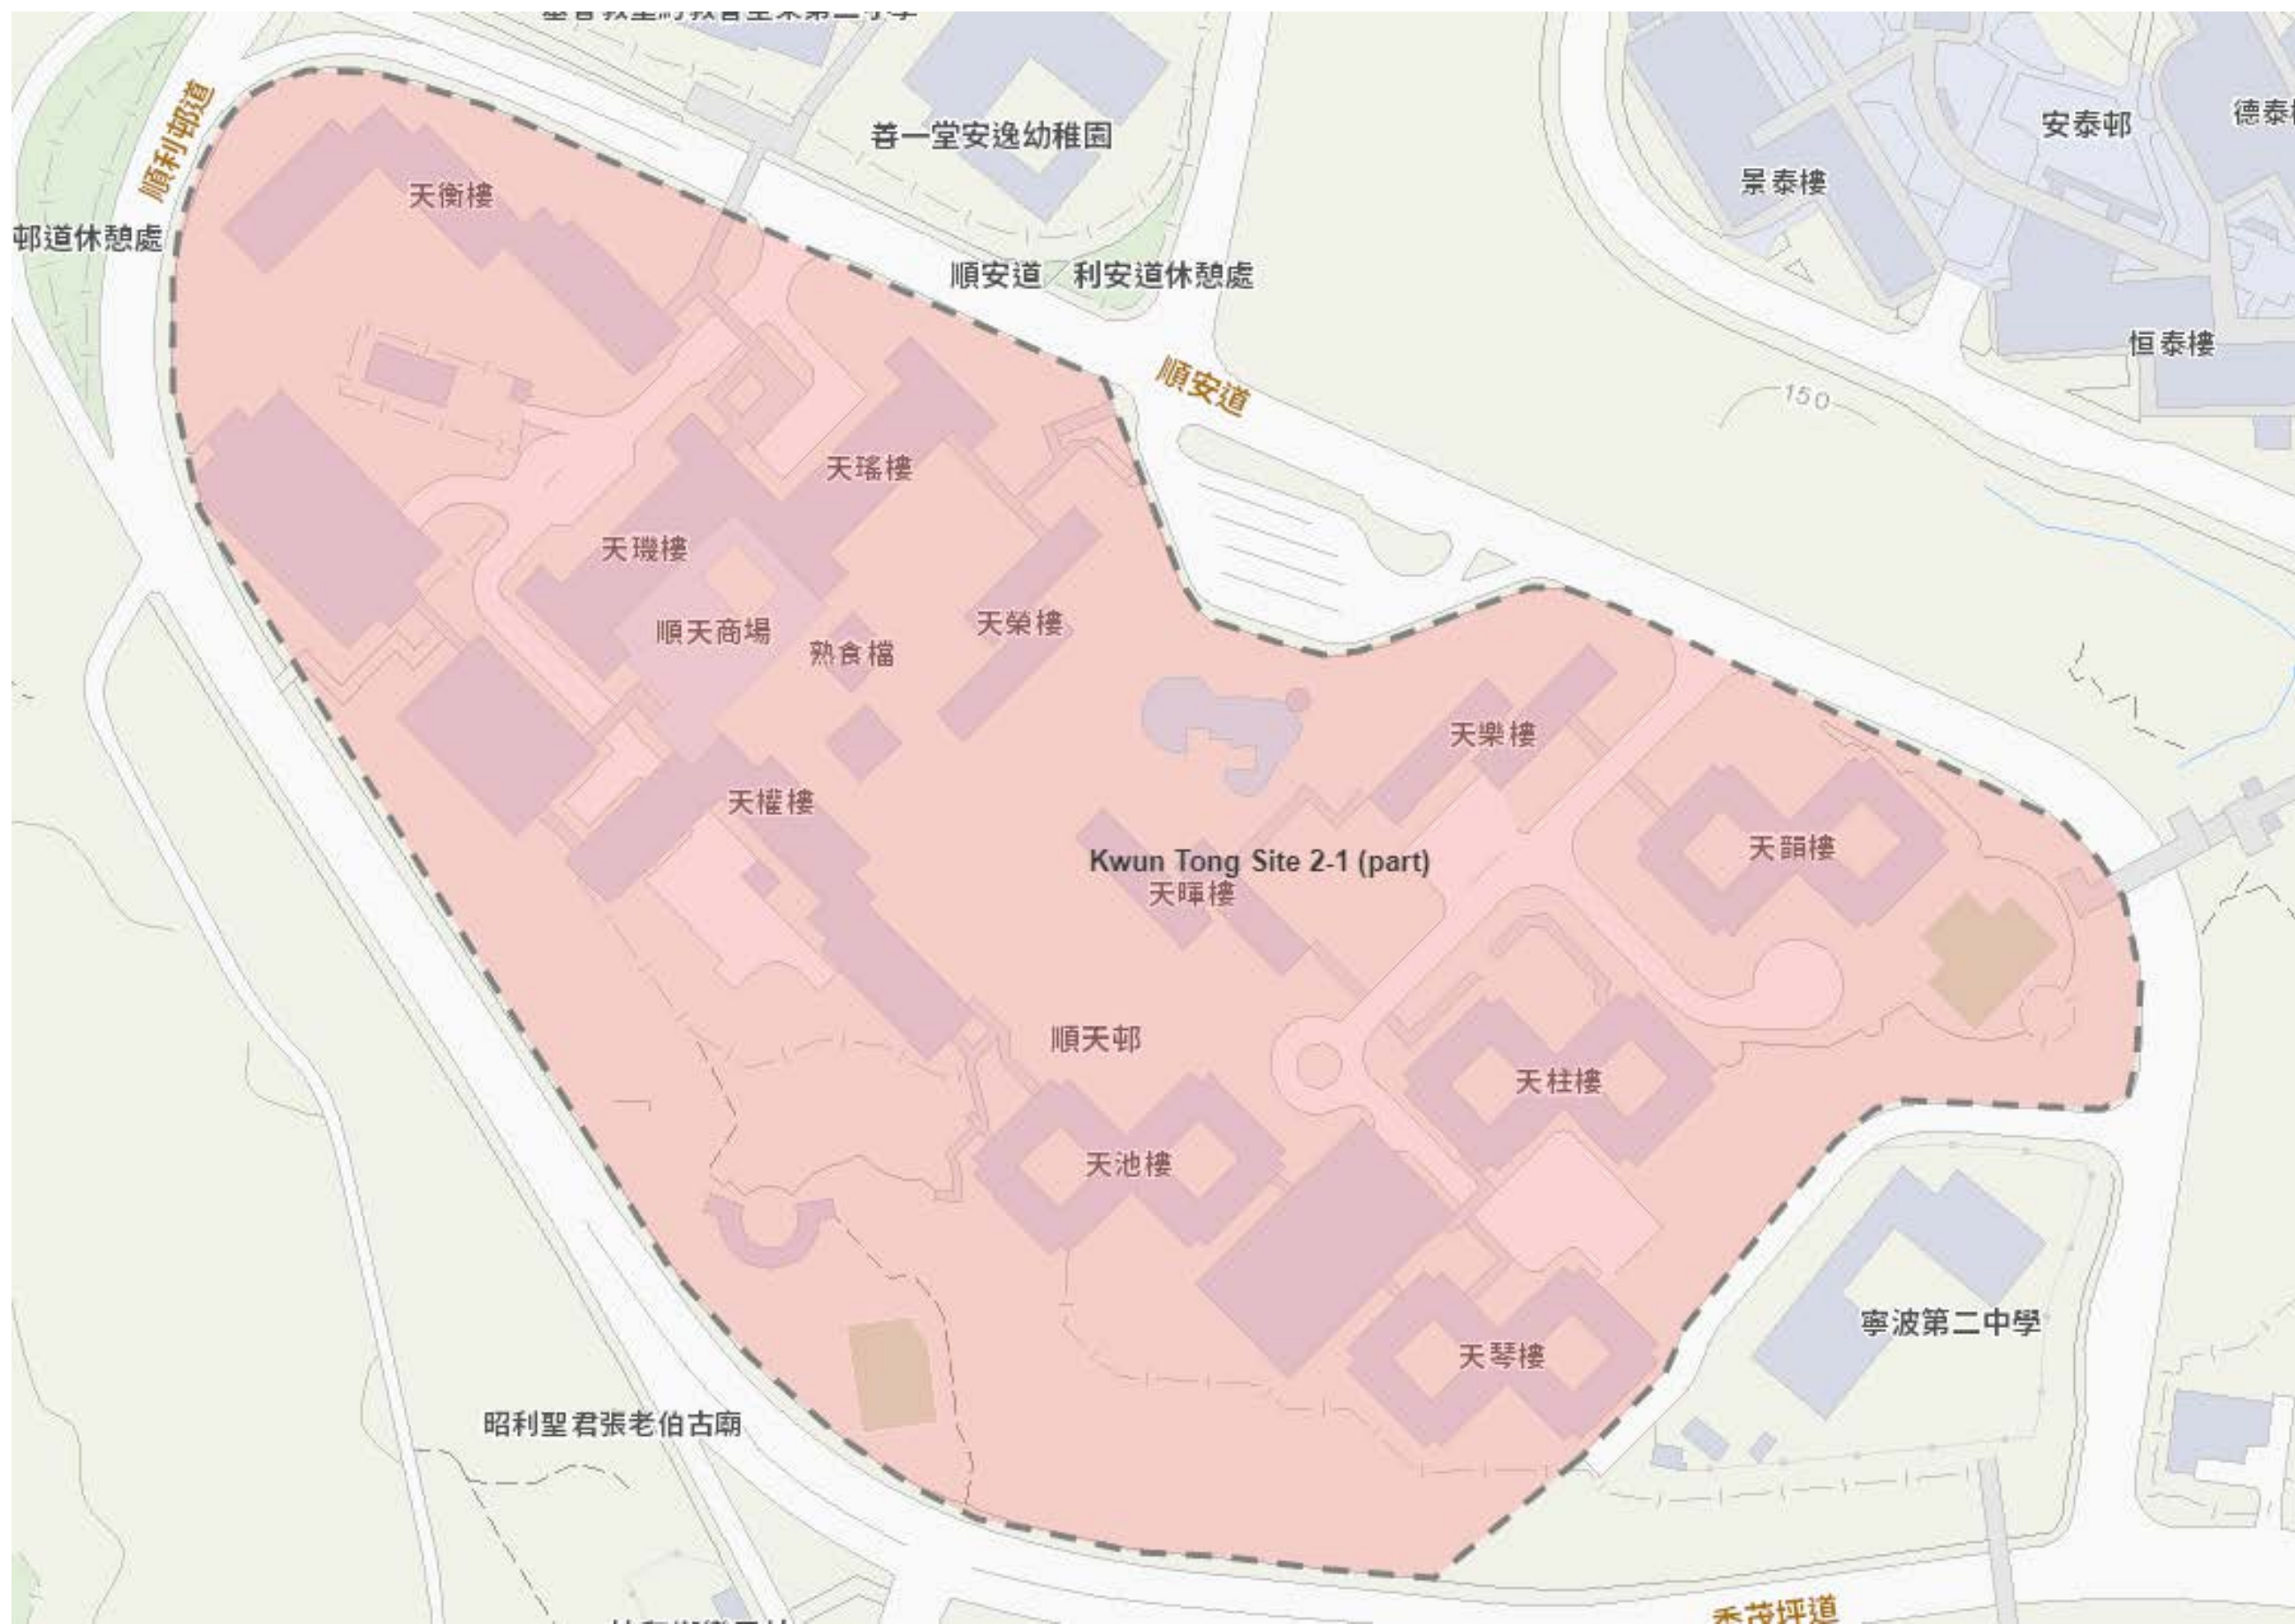 善一堂安逸幼稚園
安泰邨
景泰樓
順利邨道
天衡樓
邨道休憩處
順安道／利安道休憩處
恒泰樓
順安道
150
天瑤樓
天璣樓
順天商場
熟食檔
天榮樓
天樂樓
天權樓
天韻樓
Kwun Tong Site 2-1 (part)
天暉樓
順天邨
天柱樓
天池樓
寧波第二中學
天琴樓
昭利聖君張老伯古廟
秀茂坪道